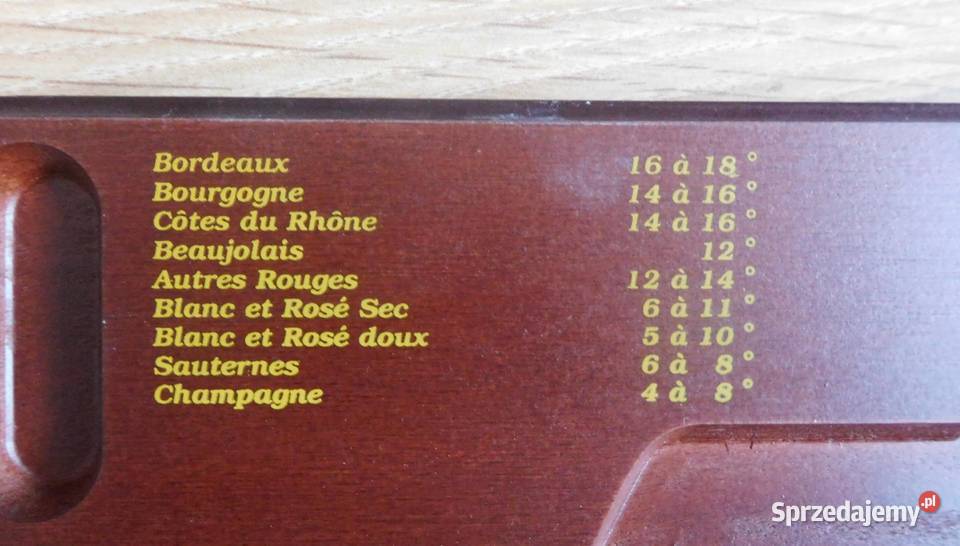 Bordeaux 16 à 18°
Bourgogne 14 à 16°
Côtes du Rhône 14 à 16°
Beaujolais 12°
Autres Rouges 12 à 14°
Blanc et Rosé Sec 6 à 11°
Blanc et Rosé doux 5 à 10°
Sauternes 6 à 8°
Champagne 4 à 8°
Sprzedajemy.pl